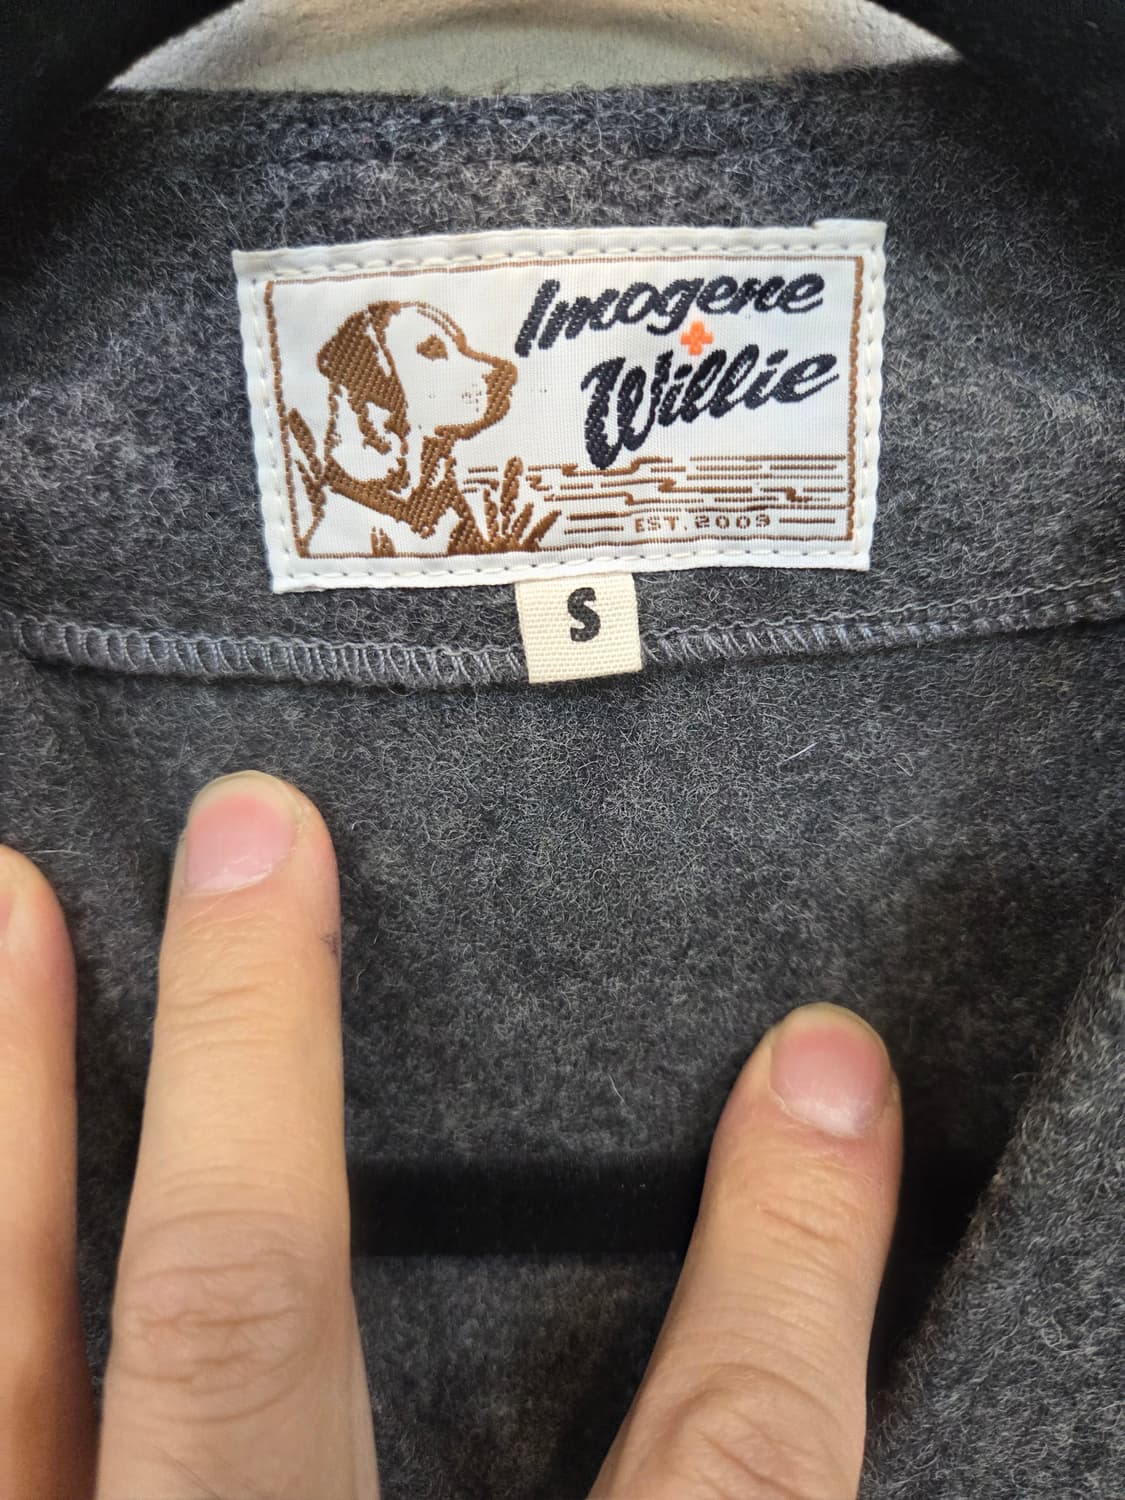 Imogene
+
Willie
EST. 2009
S